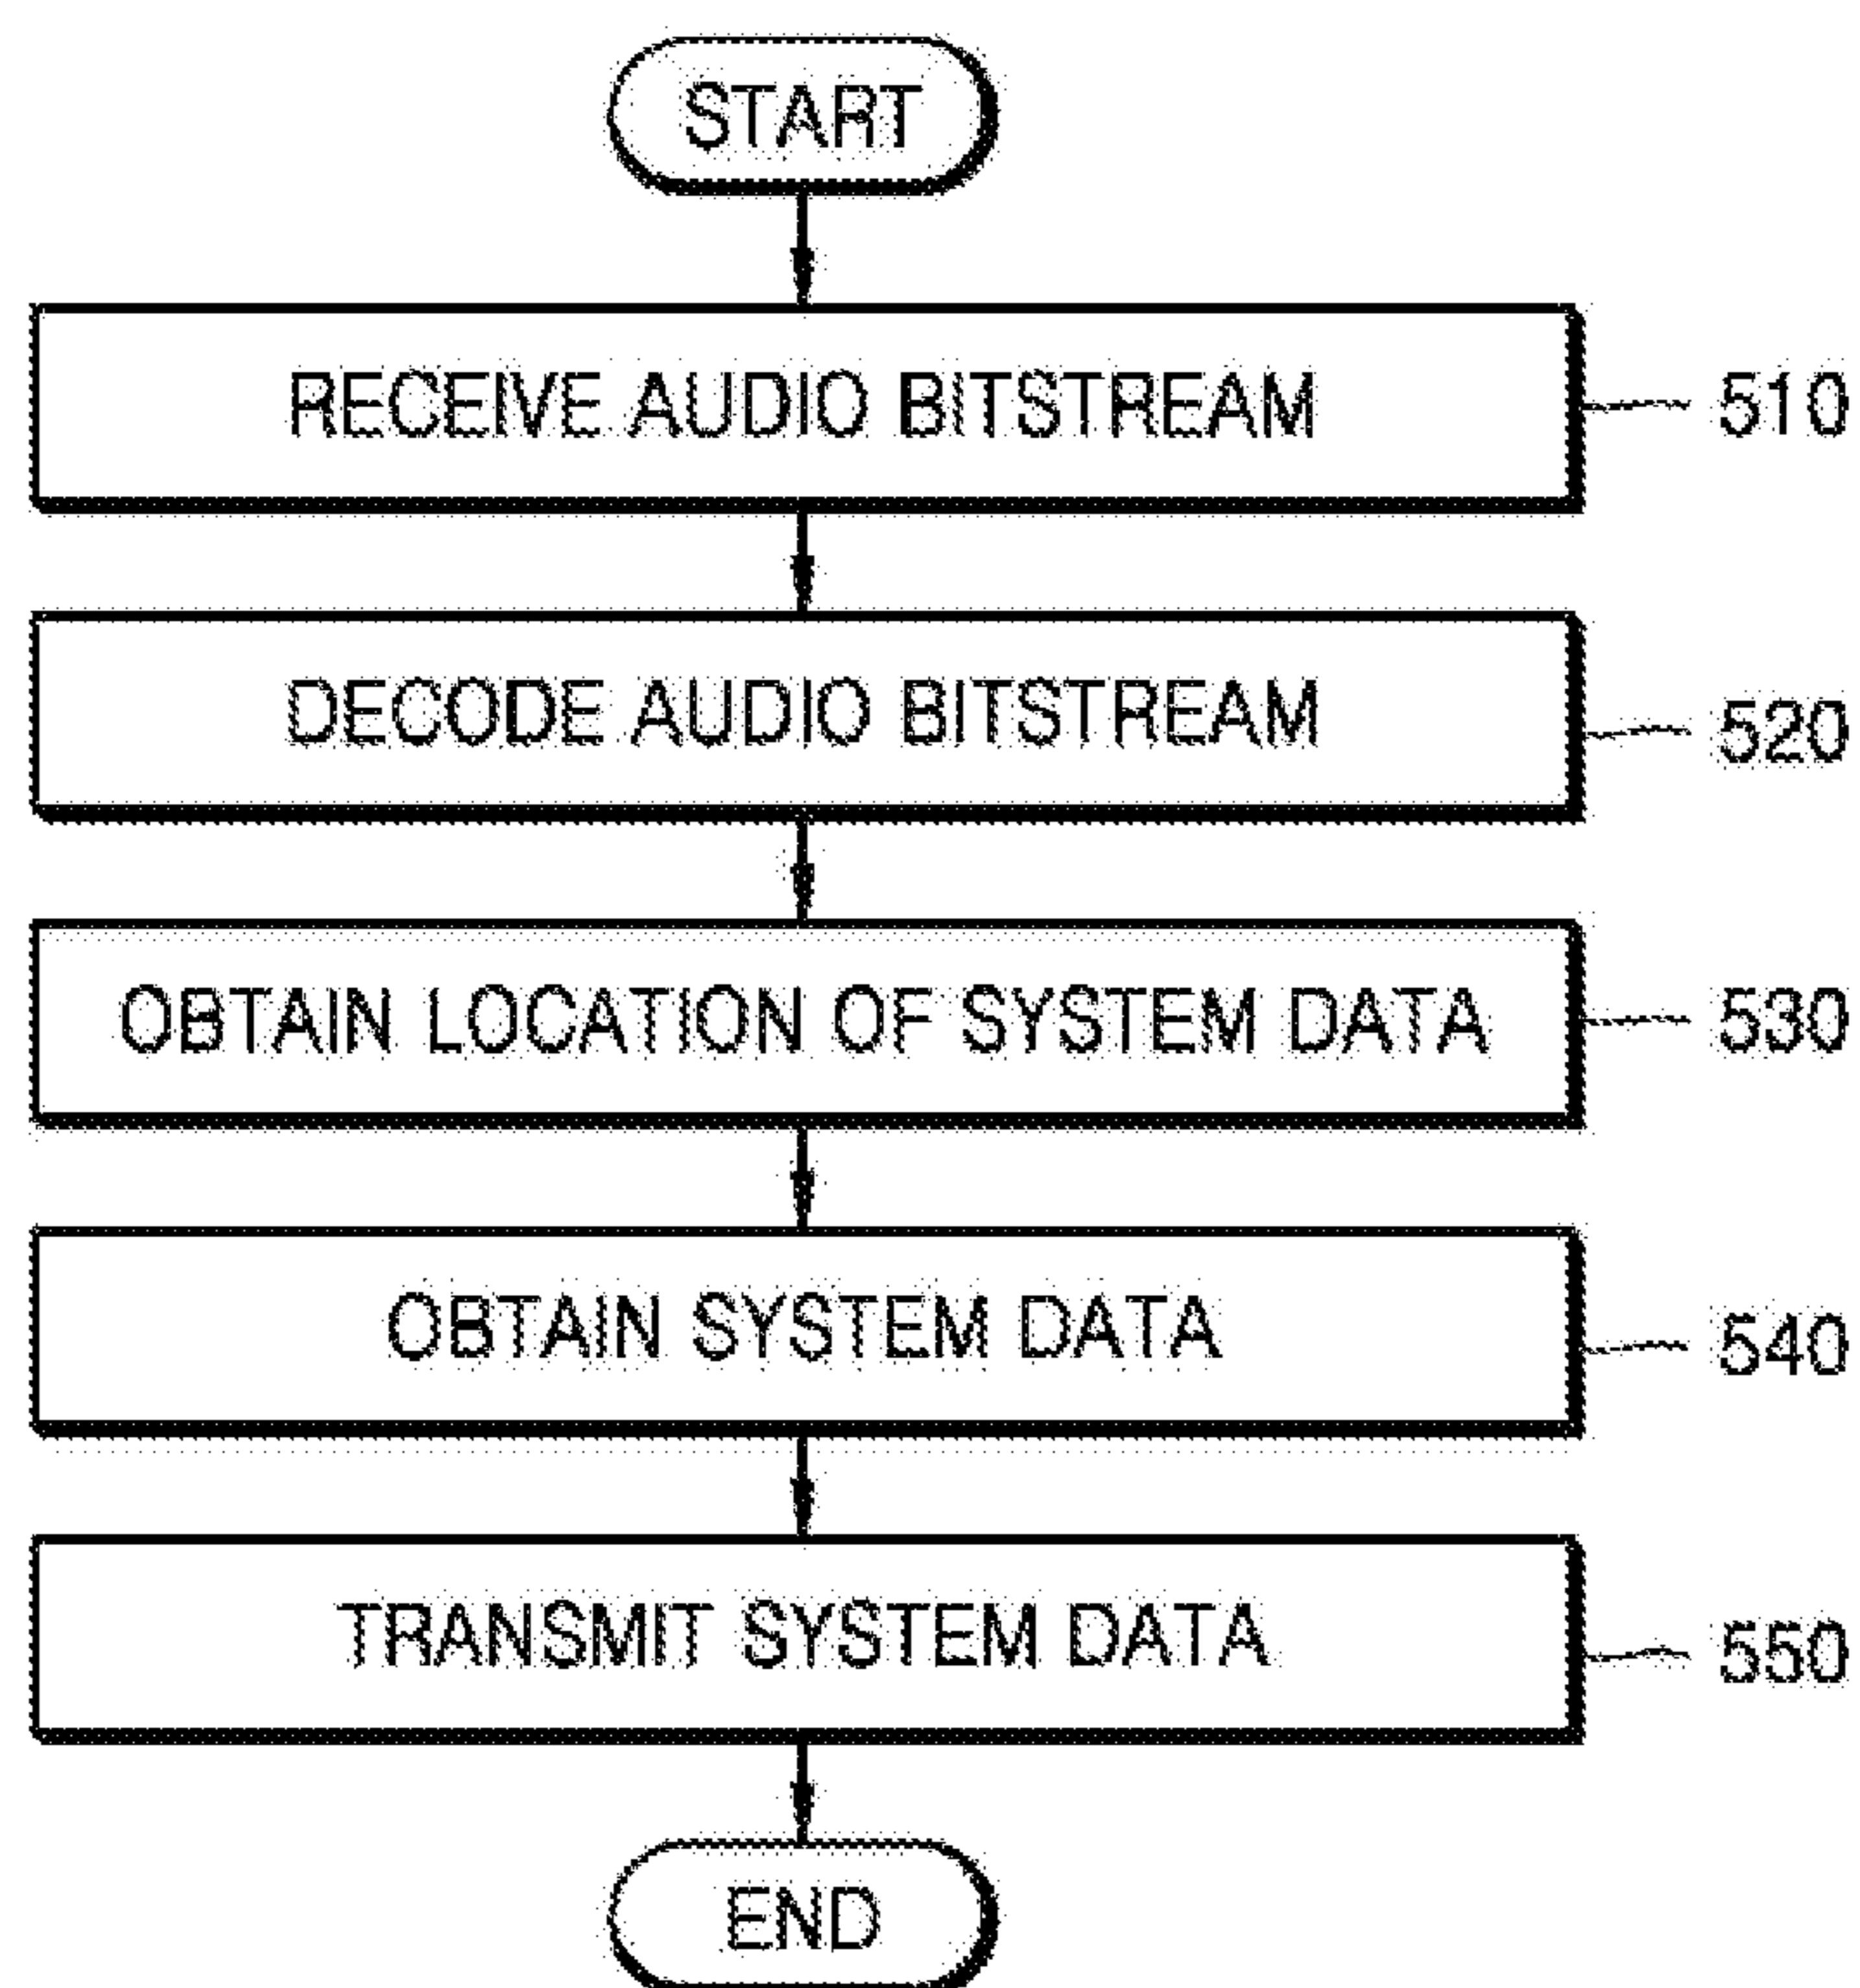 START
RECEIVE AUDIO BITSTREAM
510
DECODE AUDIO BITSTREAM
520
OBTAIN LOCATION OF SYSTEM DATA
530
OBTAIN SYSTEM DATA
540
TRANSMIT SYSTEM DATA
550
END